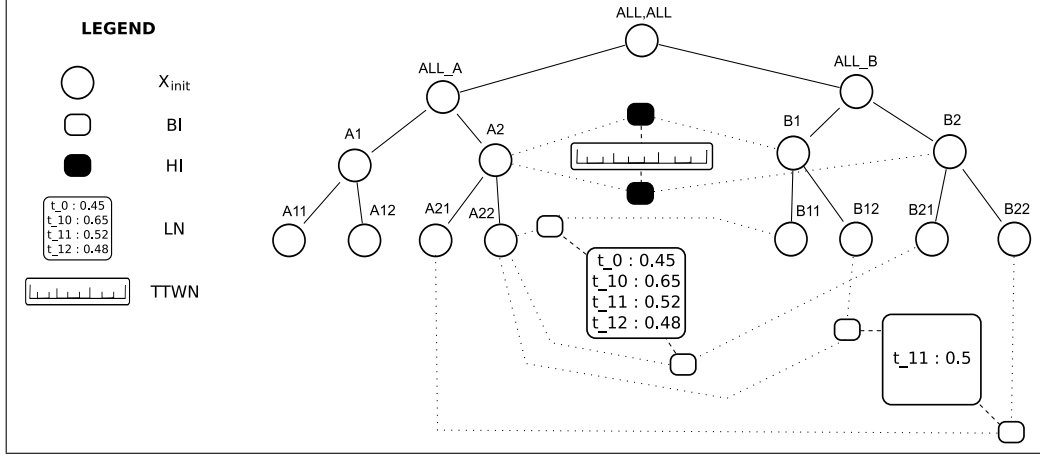 LEGEND
Xinit
BI
HI
t_0 : 0.45
t_10 : 0.65
t_11 : 0.52
t_12 : 0.48
LN
TTWN
ALL,ALL
ALL_A
ALL_B
A1
A2
B1
B2
A11
A12
A21
A22
B11
B12
B21
B22
t_0 : 0.45
t_10 : 0.65
t_11 : 0.52
t_12 : 0.48
t_11 : 0.5